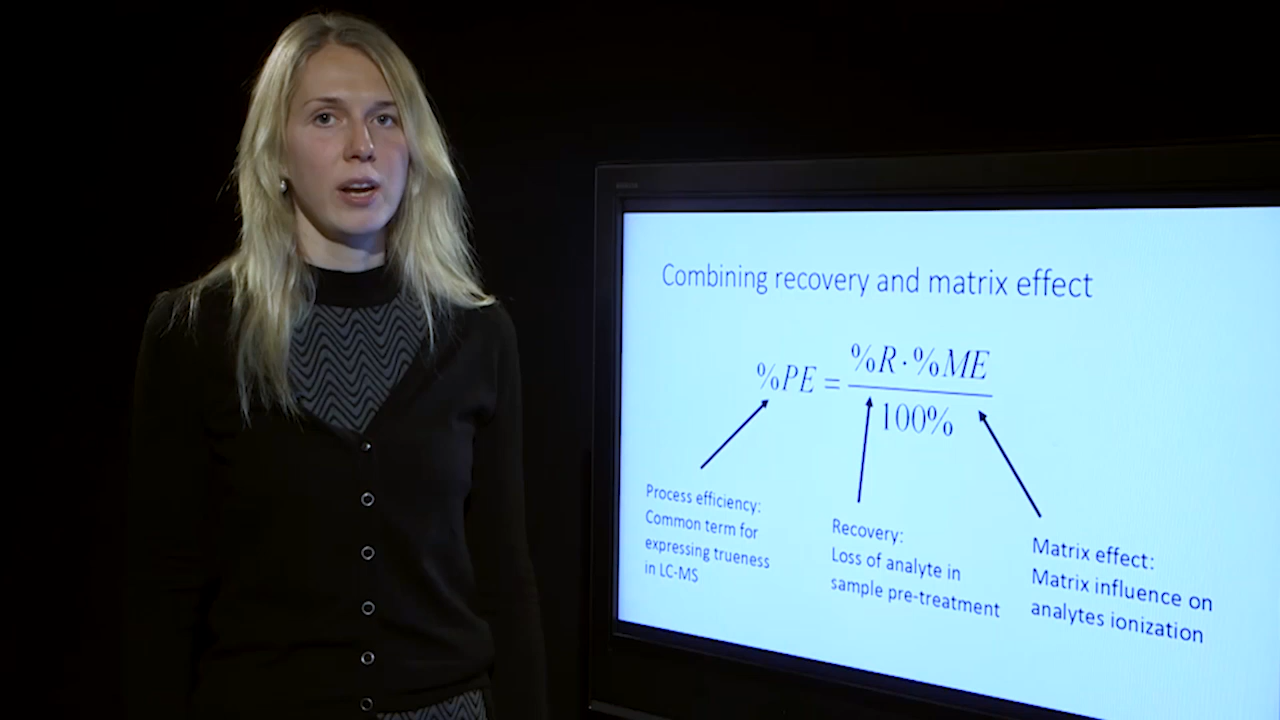 Combining recovery and matrix effect
%PE = %R · %ME
100%
Process efficiency:
Common term for
expressing trueness
in LC-MS
Recovery:
Loss of analyte in
sample pre-treatment
Matrix effect:
Matrix influence on
analytes ionization